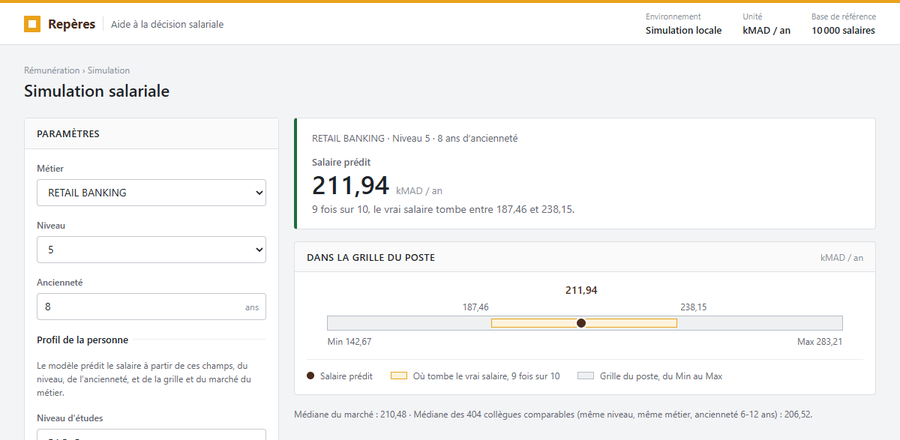 Repères
Aide à la décision salariale
Environnement
Simulation locale
Unité
kMAD / an
Base de référence
10 000 salaires
Rémunération › Simulation
Simulation salariale
PARAMÈTRES
Métier
RETAIL BANKING
Niveau
5
Ancienneté
8 ans
Profil de la personne
Le modèle prédit le salaire à partir de ces champs, du
niveau, de l'ancienneté, et de la grille et du marché du
métier.
Niveau d'études
RETAIL BANKING · Niveau 5 · 8 ans d'ancienneté
Salaire prédit
211,94 kMAD / an
9 fois sur 10, le vrai salaire tombe entre 187,46 et 238,15.
DANS LA GRILLE DU POSTE
kMAD / an
211,94
187,46 238,15
Min 142,67 Max 283,21
Salaire prédit Où tombe le vrai salaire, 9 fois sur 10 Grille du poste, du Min au Max
Médiane du marché : 210,48 · Médiane des 404 collègues comparables (même niveau, même métier, ancienneté 6-12 ans) : 206,52.